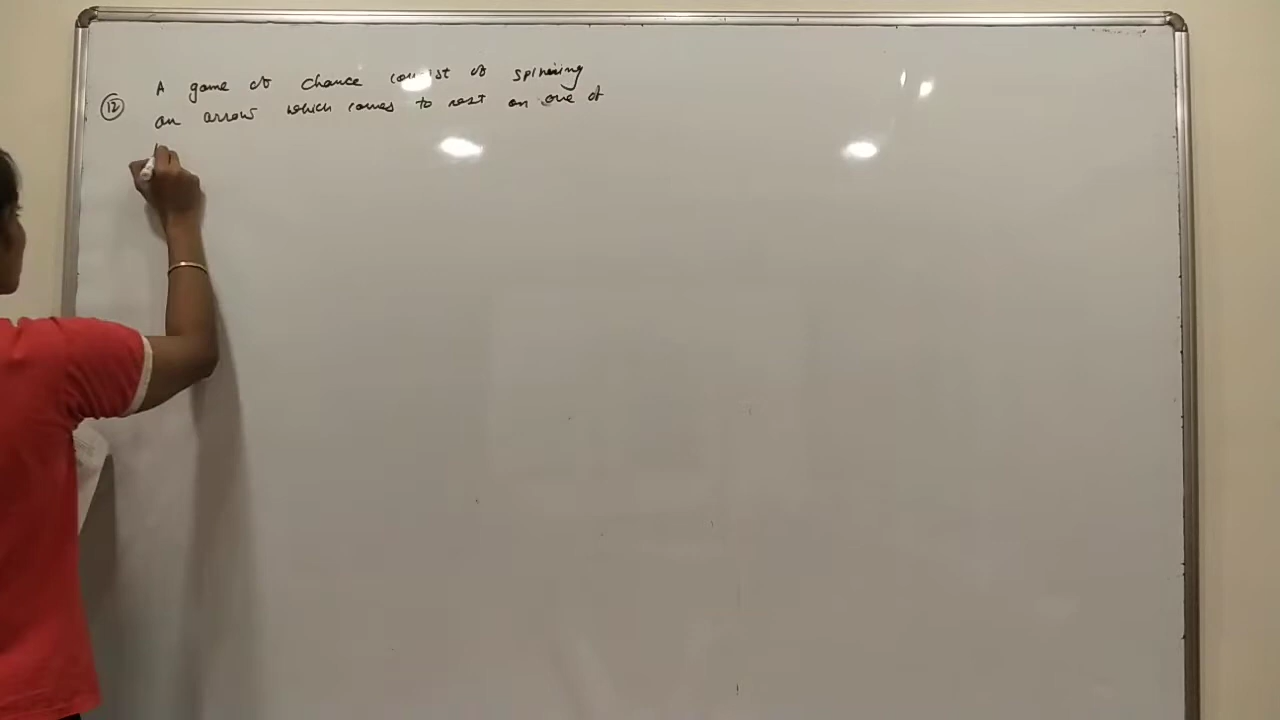 (12) A game of chance consist of spinning
an arrow which comes to rest on one of